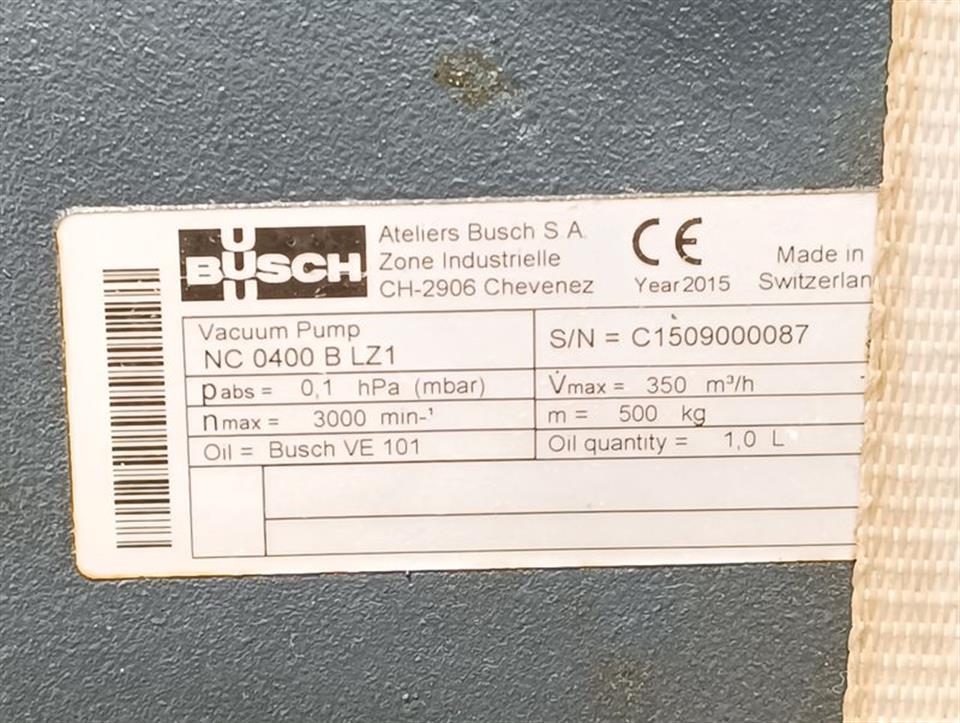 BUSCH
Ateliers Busch S.A.
Zone Industrielle
CH-2906 Chevenez
CE
Year 2015
Made in
Switzerlan
Vacuum Pump
NC 0400 B LZ1
S/N = C1509000087
pabs = 0,1 hPa (mbar)
V̇max = 350 m³/h
nmax = 3000 min-¹
m = 500 kg
Oil = Busch VE 101
Oil quantity = 1,0 L